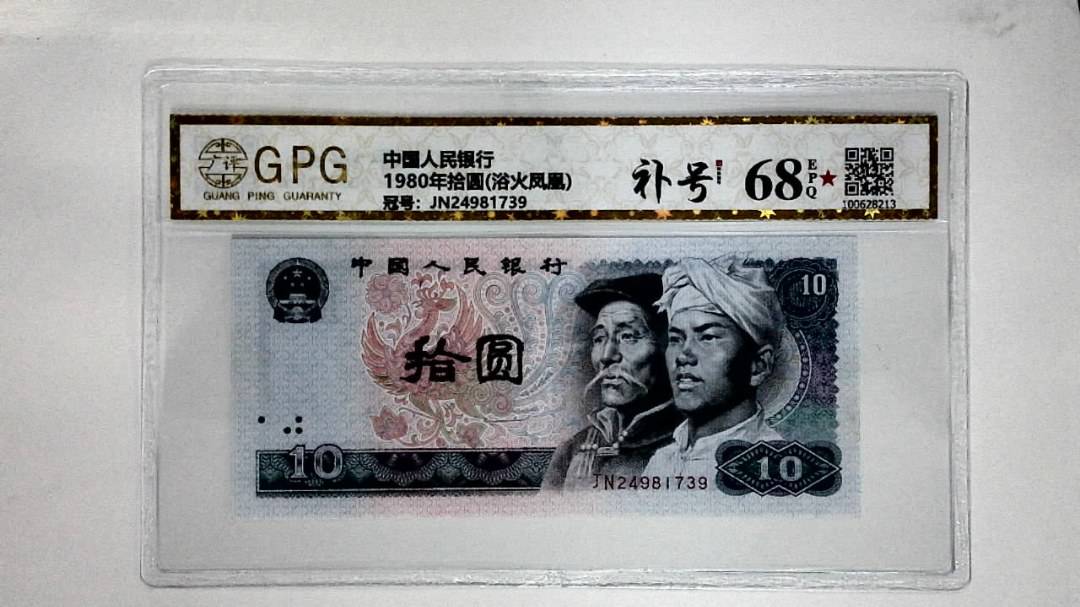 广评
GPG
GUANG PING GUARANTY
中国人民银行
1980年拾圆(浴火凤凰)
冠号: JN24981739
补号
68
EPQ
100628213
中国人民银行
10
拾圆
10
JN24981739
10